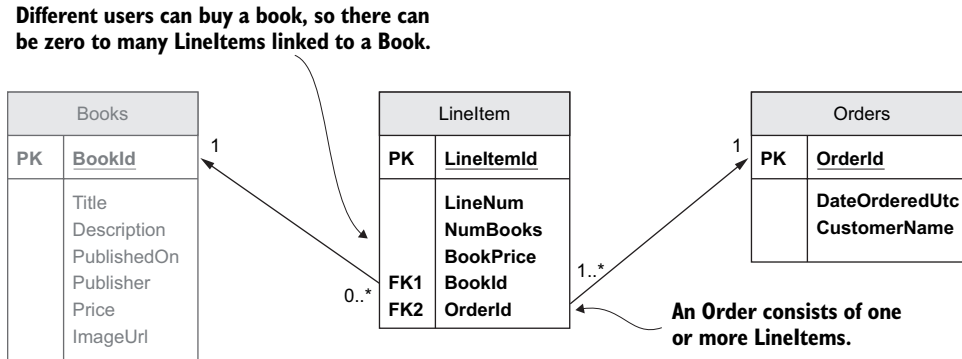 Different users can buy a book, so there can
be zero to many LineItems linked to a Book.
Books
PK BookId
Title
Description
PublishedOn
Publisher
Price
ImageUrl
1
0..*
LineItem
PK LineItemId
LineNum
NumBooks
BookPrice
FK1 BookId
FK2 OrderId
1
1..*
Orders
PK OrderId
DateOrderedUtc
CustomerName
An Order consists of one
or more LineItems.